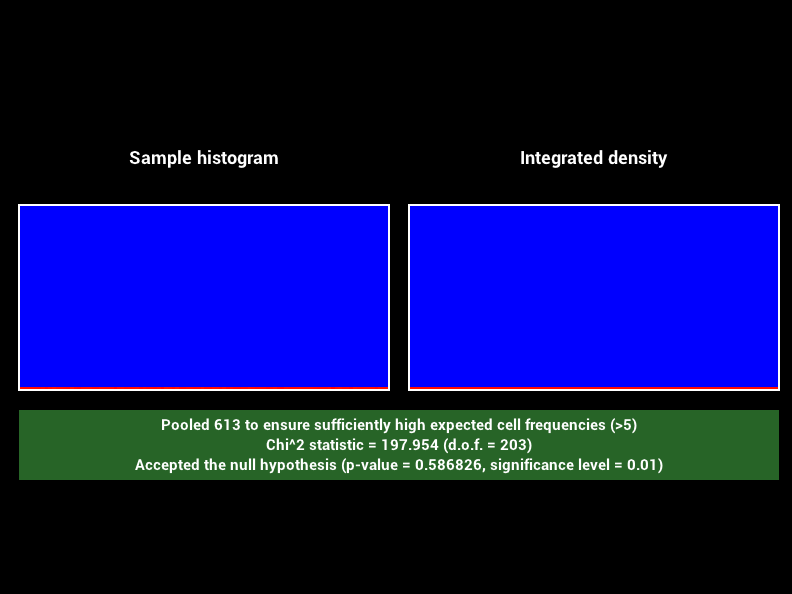 Sample histogram
Integrated density
Pooled 613 to ensure sufficiently high expected cell frequencies (>5)
Chi^2 statistic = 197.954 (d.o.f. = 203)
Accepted the null hypothesis (p-value = 0.586826, significance level = 0.01)